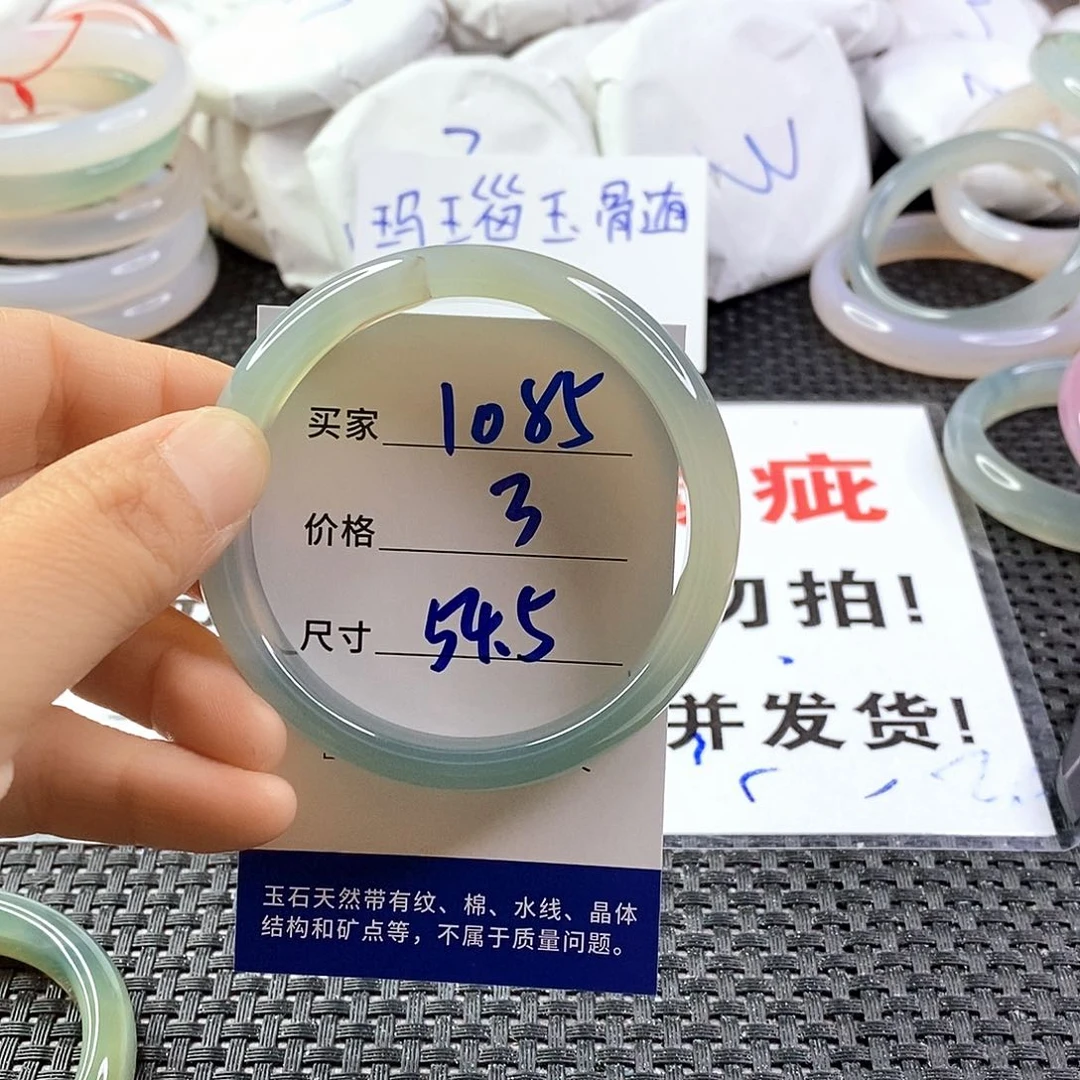 玛瑙玉骨髓
买家 1085
价格 3
尺寸 54.5
疵
勿拍！
并发货！
玉石天然带有纹、棉、水线、晶体
结构和矿点等，不属于质量问题。